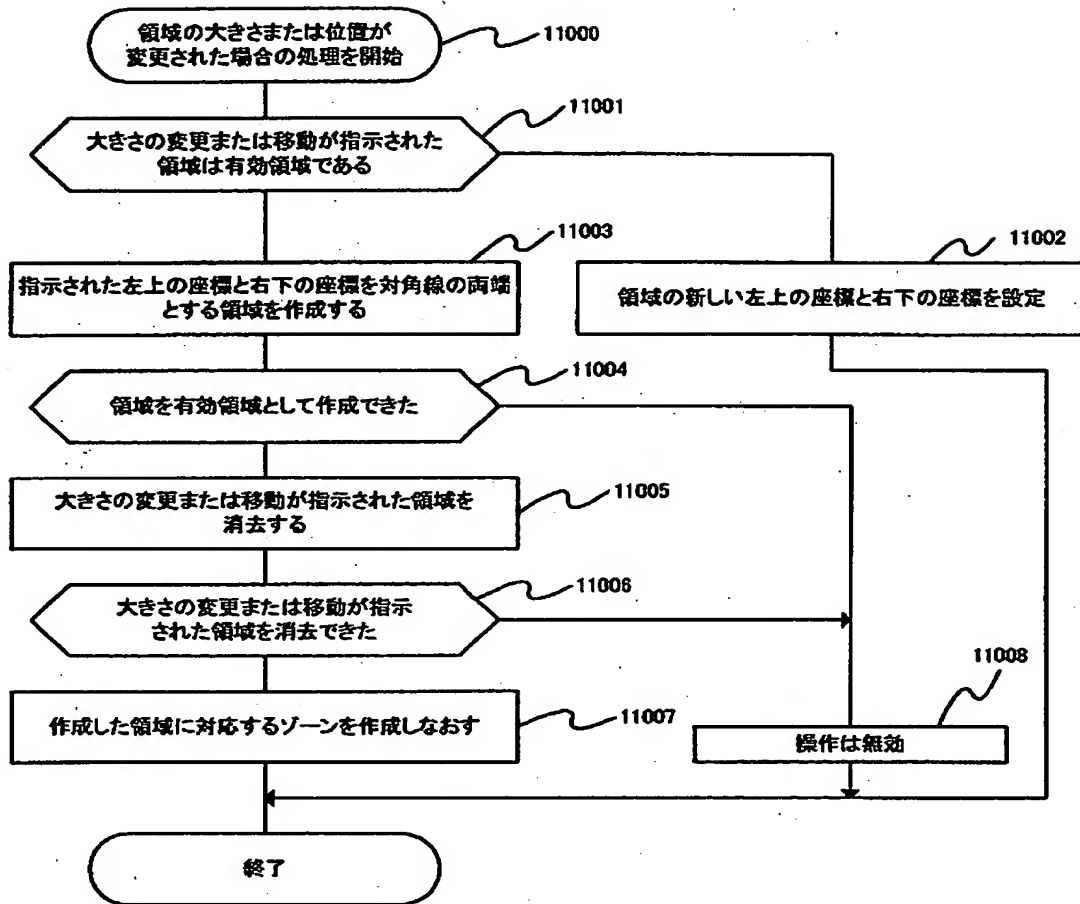 領域の大きさまたは位置が
変更された場合の処理を開始
11000
大きさの変更または移動が指示された
領域は有効領域である
11001
指示された左上の座標と右下の座標を対角線の両端
とする領域を作成する
11003
領域の新しい左上の座標と右下の座標を設定
11002
領域を有効領域として作成できた
11004
大きさの変更または移動が指示された領域を
消去する
11005
大きさの変更または移動が指示
された領域を消去できた
11006
作成した領域に対応するゾーンを作成しなおす
11007
操作は無効
11008
終了